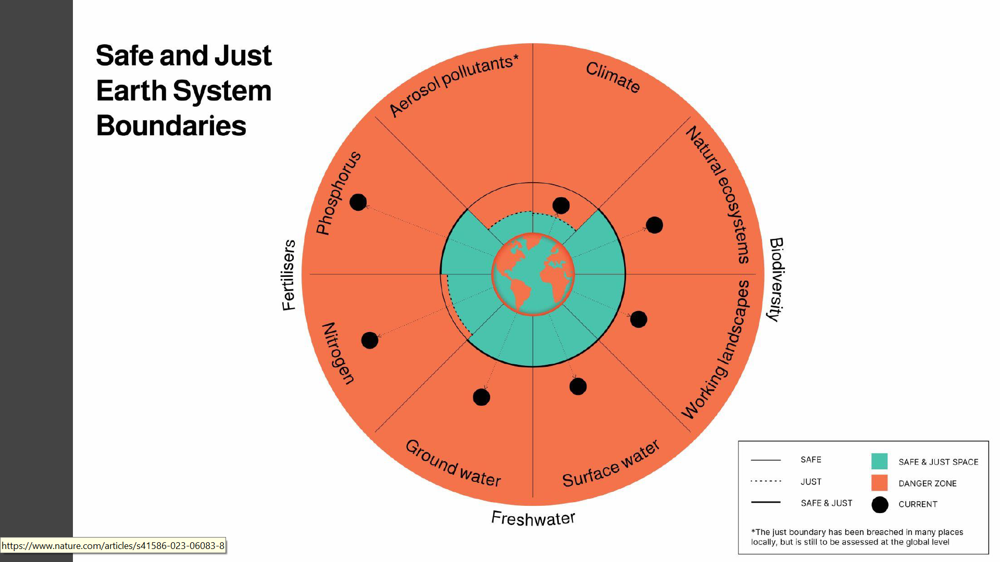 Safe and Just
Earth System
Boundaries
Aerosol pollutants*
Climate
Natural ecosystems
Biodiversity
Working landscapes
Surface water
Freshwater
Ground water
Nitrogen
Fertilisers
Phosphorus
SAFE
JUST
SAFE & JUST
SAFE & JUST SPACE
DANGER ZONE
CURRENT
*The just boundary has been breached in many places
locally, but is still to be assessed at the global level
https://www.nature.com/articles/s41586-023-06083-8